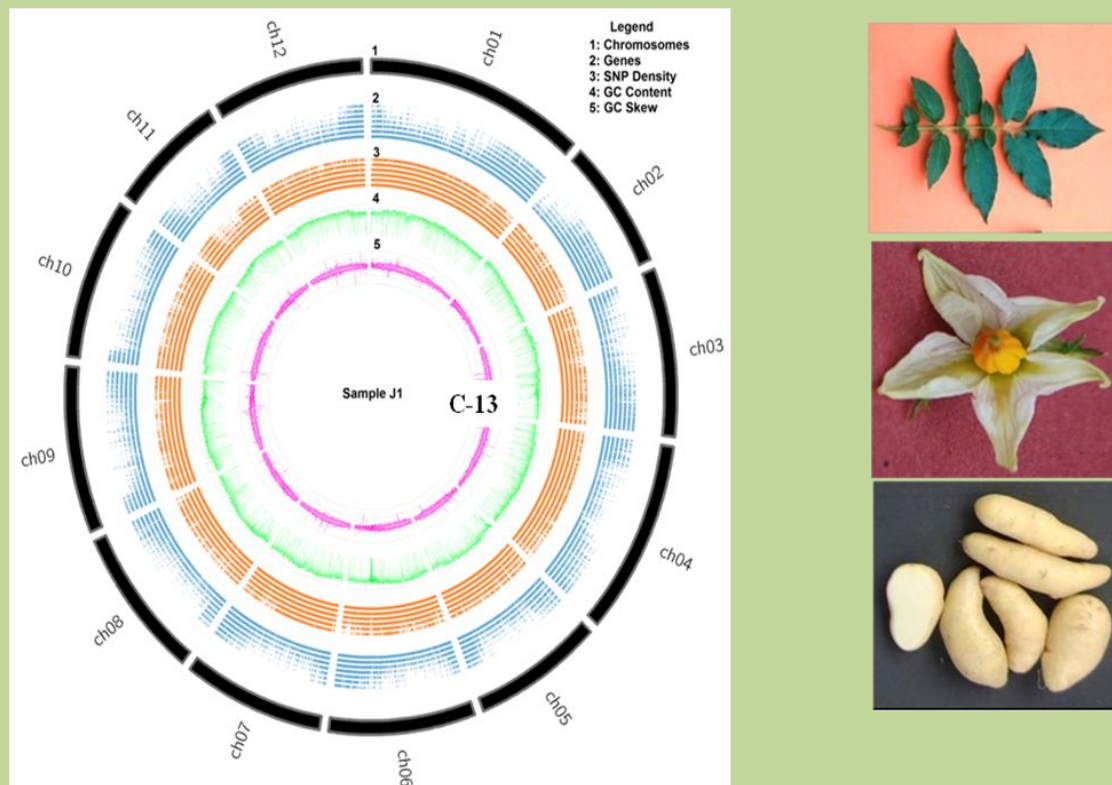 Legend
1: Chromosomes
2: Genes
3: SNP Density
4: GC Content
5: GC Skew
ch12
1
ch01
ch11
2
ch02
3
4
5
ch10
ch03
Sample J1
C-13
ch09
ch04
ch08
ch05
ch07
ch06